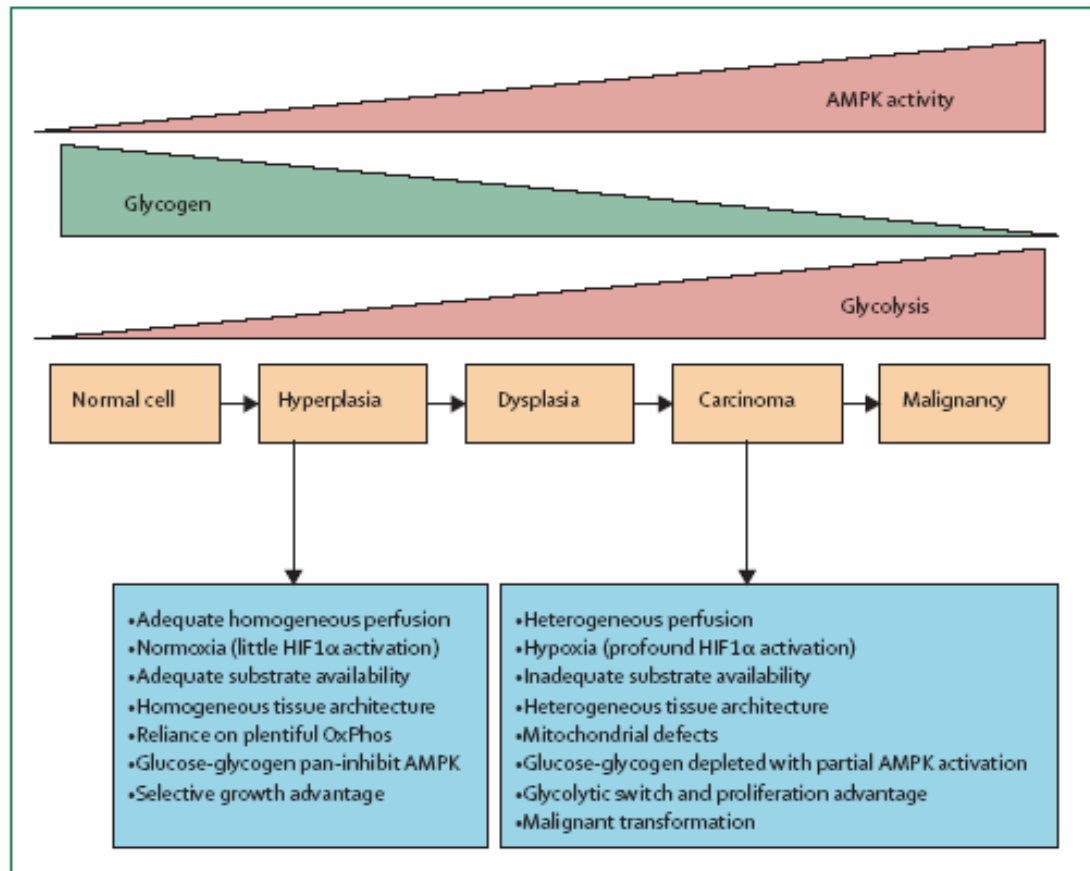 AMPK activity
Glycogen
Glycolysis
Normal cell
Hyperplasia
Dysplasia
Carcinoma
Malignancy
•Adequate homogeneous perfusion
•Normoxia (little HIF1α activation)
•Adequate substrate availability
•Homogeneous tissue architecture
•Reliance on plentiful OxPhos
•Glucose-glycogen pan-inhibit AMPK
•Selective growth advantage
•Heterogeneous perfusion
•Hypoxia (profound HIF1α activation)
•Inadequate substrate availability
•Heterogeneous tissue architecture
•Mitochondrial defects
•Glucose-glycogen depleted with partial AMPK activation
•Glycolytic switch and proliferation advantage
•Malignant transformation